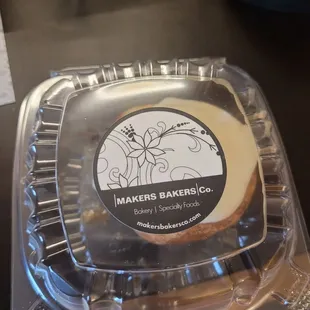 MAKERS BAKERS Co.
Bakery | Specialty Foods
makersbakersco.com